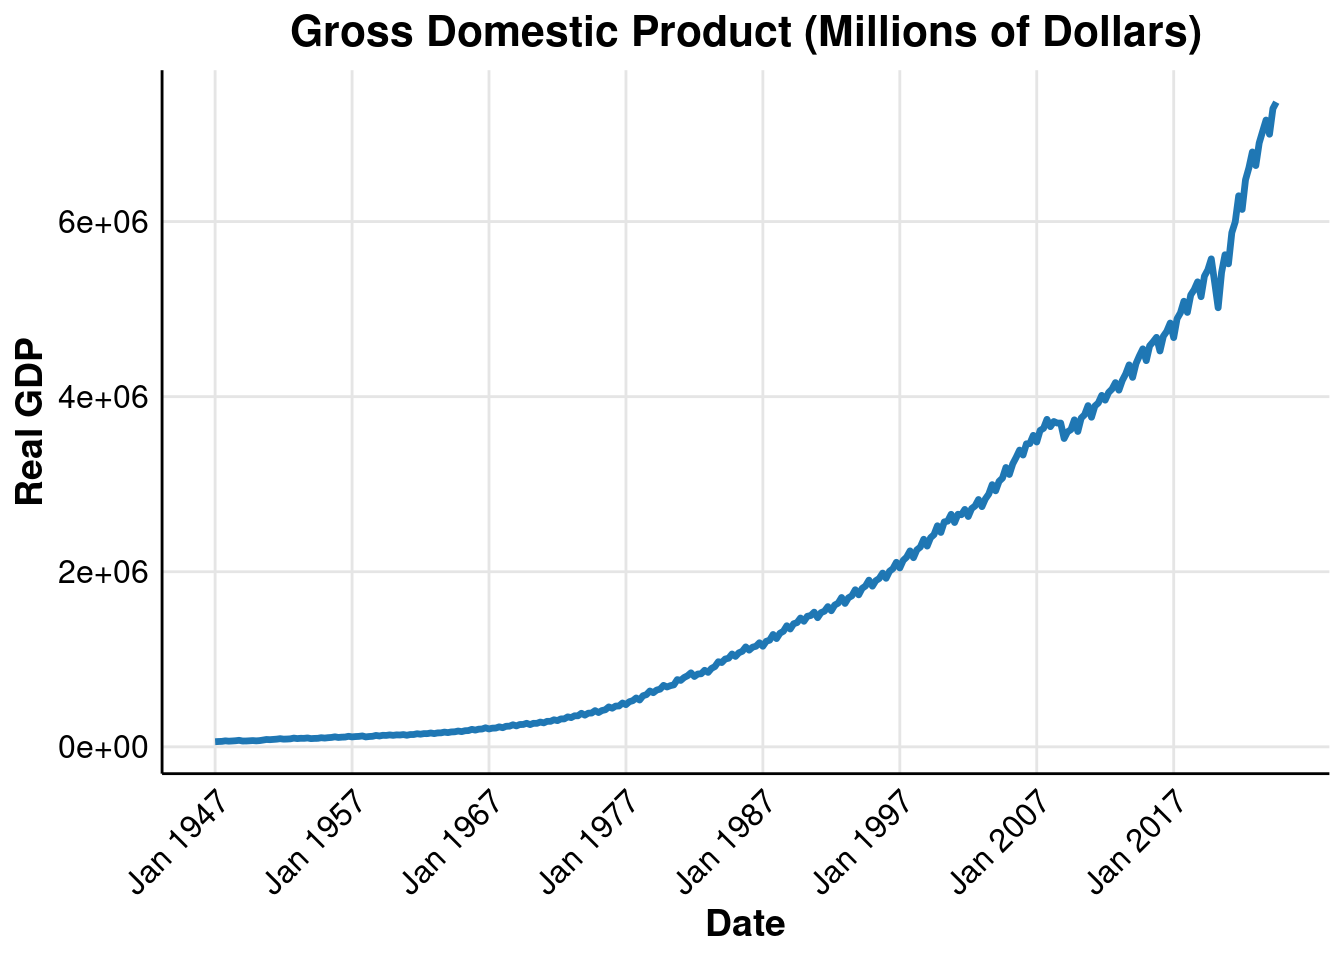 Gross Domestic Product (Millions of Dollars)
Real GDP
6e+06
4e+06
2e+06
0e+00
Jan 1947
Jan 1957
Jan 1967
Jan 1977
Jan 1987
Jan 1997
Jan 2007
Jan 2017
Date